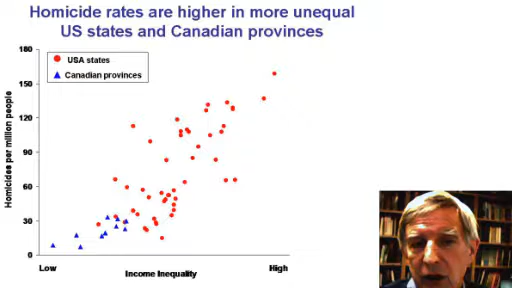 Homicide rates are higher in more unequal
US states and Canadian provinces
180
USA states
Canadian provinces
150
120
Homicides per million people
90
60
30
0
Low
Income Inequality
High